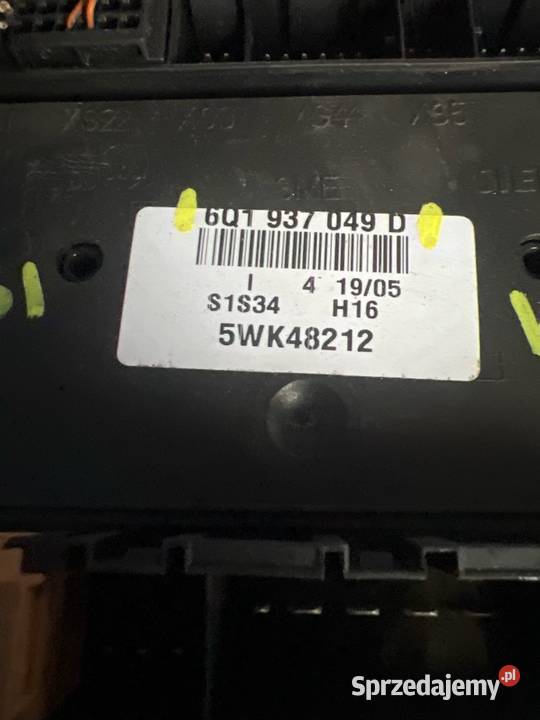 6Q1 937 049 D
I 4 19/05
S1S34 H16
5WK48212
Sprzedajemy.pl